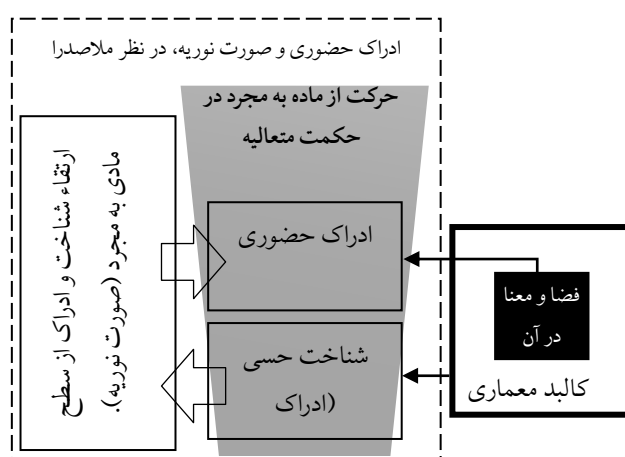 ادراک حضوری و صورت نوریه، در نظر ملاصدرا
حرکت از ماده به مجرد در
حکمت متعالیه
ادراک حضوری
شناخت حسی
(ادراک
ارتقاء شناخت و ادراک از سطح
مادی به مجرد (صورت نوریه).
فضا و معنا
در آن
کالبد معماری